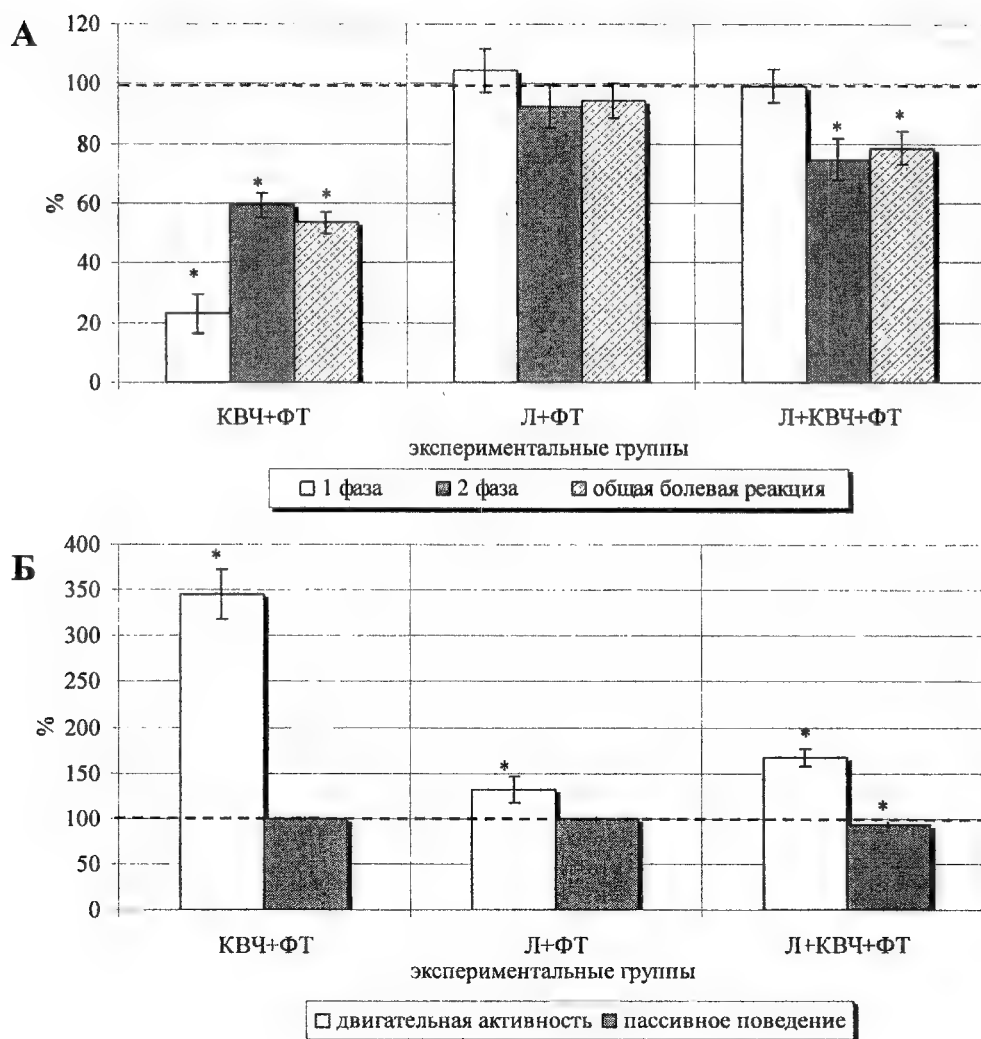 А
120
100
80
60
40
20
0
%
* * *
* *
КВЧ+ФТ Л+ФТ Л+КВЧ+ФТ
экспериментальные группы
1 фаза 2 фаза общая болевая реакция
Б
400
350
300
250
200
150
100
50
0
%
*
*
* *
КВЧ+ФТ Л+ФТ Л+КВЧ+ФТ
экспериментальные группы
двигательная активность пассивное поведение